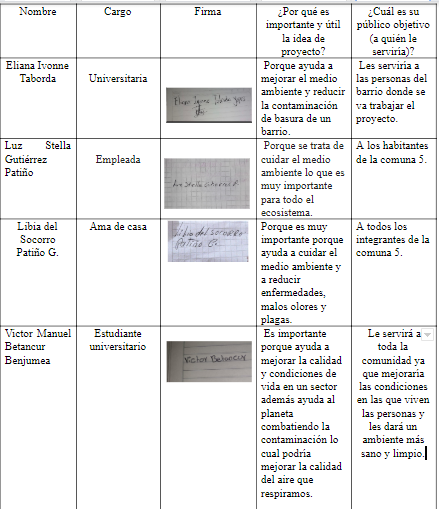 Nombre
Cargo
Firma
¿Por qué es
importante y útil
la idea de
proyecto?
¿Cuál es su
público objetivo
(a quién le
serviría)?
Eliana Ivonne
Taborda
Universitaria
Porque ayuda a
mejorar el medio
ambiente y reducir
la contaminación
de basura de un
barrio.
Les serviría a
las personas del
barrio donde se
va trabajar el
proyecto.
Luz Stella
Gutiérrez
Patiño
Empleada
Luz Stella
Porque se trata de
cuidar el medio
ambiente lo que es
muy importante
para todo el
ecosistema.
A los habitantes
de la comuna 5.
Libia del
Socorro
Patiño G.
Ama de casa
Libia del Socorro
Patiño G.
Porque es muy
importante porque
ayuda a cuidar el
medio ambiente y
a reducir
enfermedades,
malos olores y
plagas.
A todos los
integrantes de la
comuna 5.
Victor Manuel
Betancur
Benjumea
Estudiante
universitario
Victor Betancur
Es importante
porque ayuda a
mejorar la calidad
y condiciones de
vida en un sector
además ayuda al
planeta
combatiendo la
contaminación lo
cual podría
mejorar la calidad
del aire que
respiramos.
Le servirá a
toda la
comunidad ya
que mejoraría
las condiciones
en las que viven
las personas y
les dará un
ambiente más
sano y limpio.